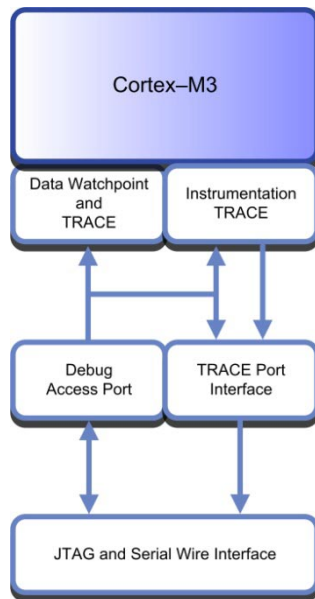 Cortex–M3
Data Watchpoint
and
TRACE
Instrumentation
TRACE
Debug
Access Port
TRACE Port
Interface
JTAG and Serial Wire Interface